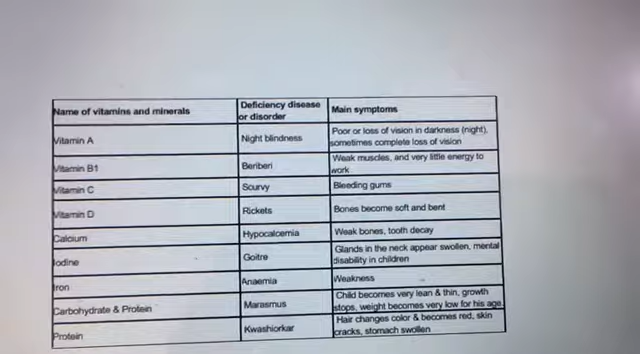 Name of vitamins and minerals
Deficiency disease
or disorder
Main symptoms
Vitamin A
Night blindness
Poor or loss of vision in darkness (night),
sometimes complete loss of vision
Vitamin B1
Beriberi
Weak muscles, and very little energy to
work
Vitamin C
Scurvy
Bleeding gums
Vitamin D
Rickets
Bones become soft and bent
Calcium
Hypocalcemia
Weak bones, tooth decay
Iodine
Goitre
Glands in the neck appear swollen, mental
disability in children
Iron
Anaemia
Weakness
Carbohydrate & Protein
Marasmus
Child becomes very lean & thin, growth
stops, weight becomes very low for his age.
Protein
Kwashiorkar
Hair changes color & becomes red, skin
cracks, stomach swollen